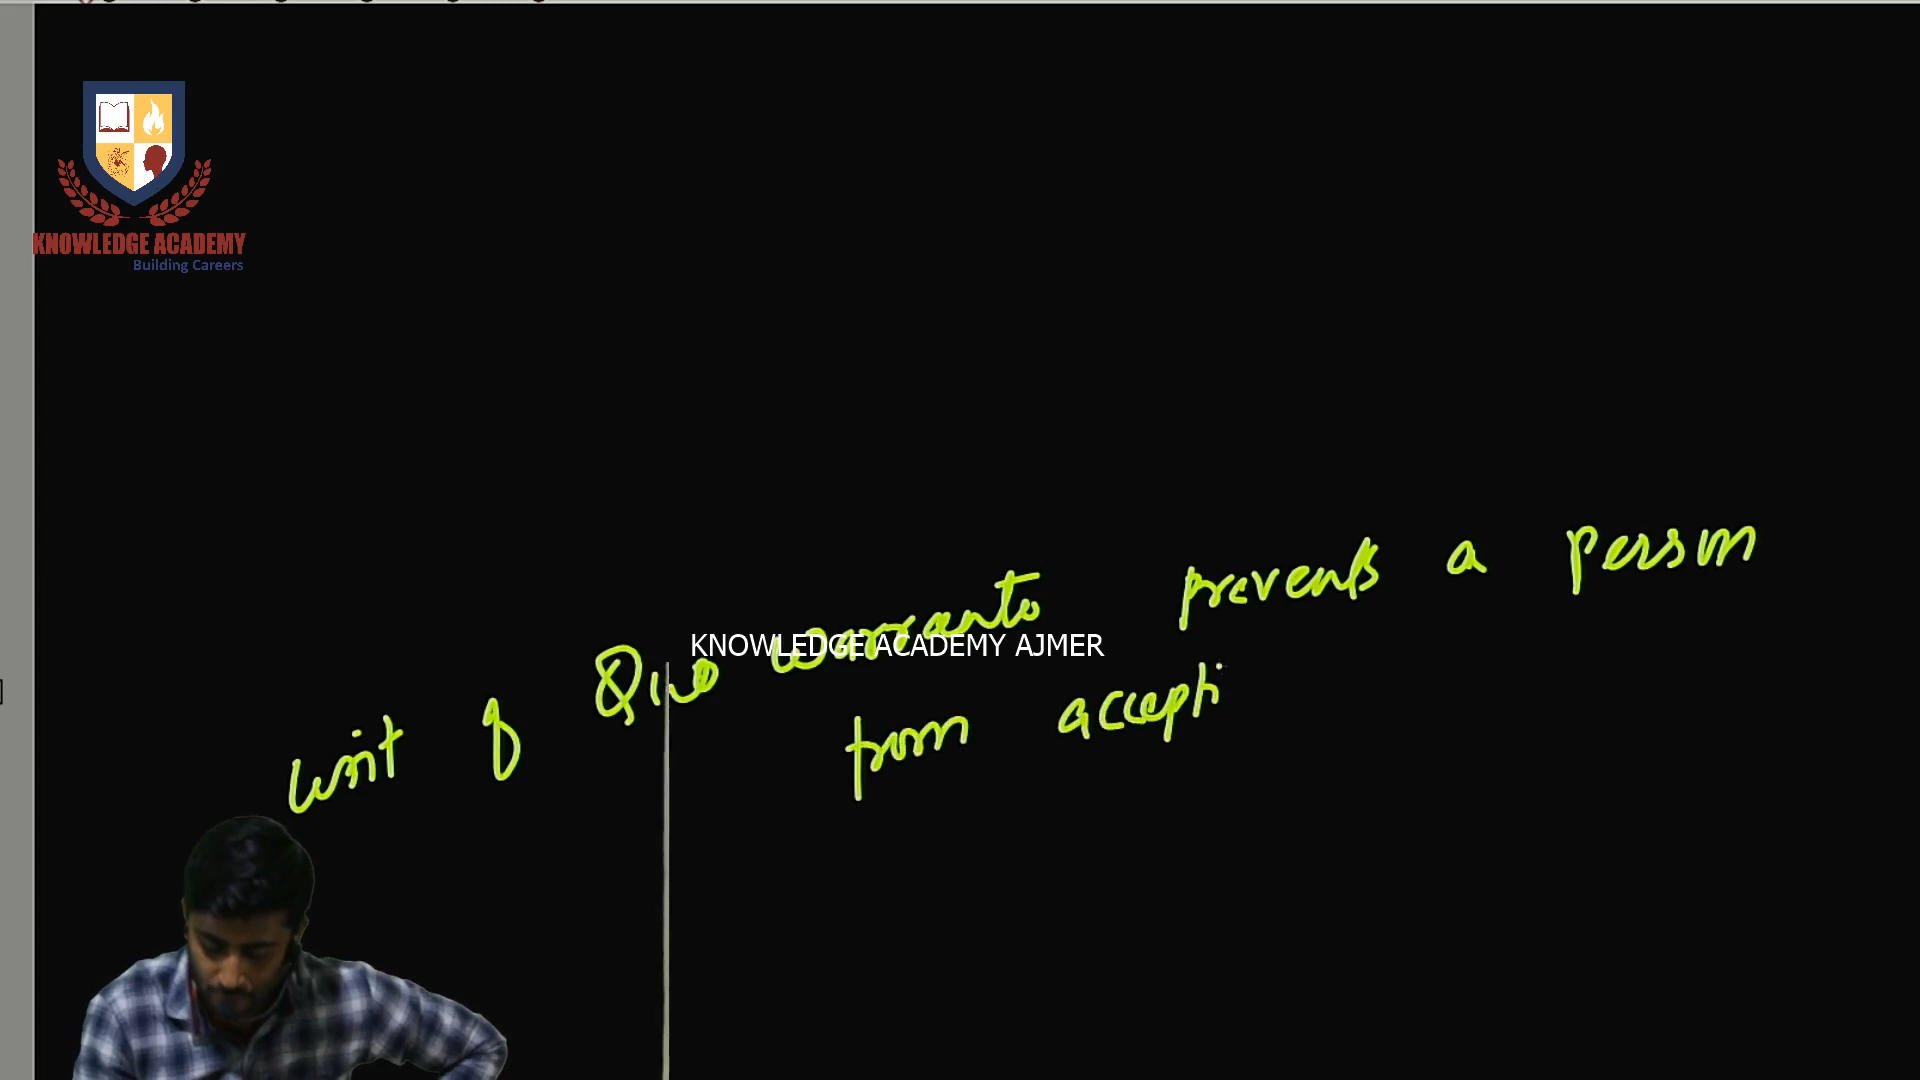 KNOWLEDGE ACADEMY
Building Careers
writ of Quo warranto prevents a person
KNOWLEDGE ACADEMY AJMER
from accepti